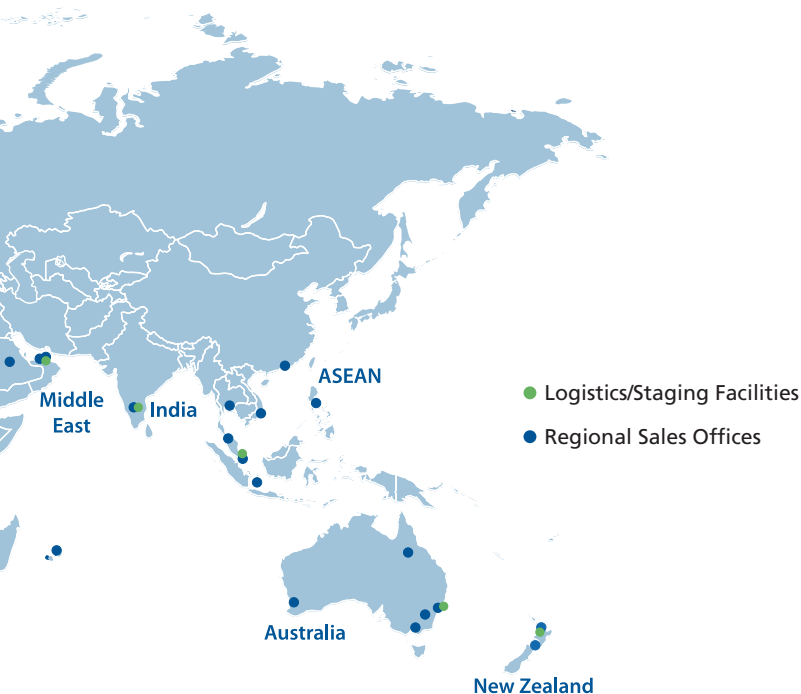 ASEAN
Middle
East
India
Logistics/Staging Facilities
Regional Sales Offices
Australia
New Zealand